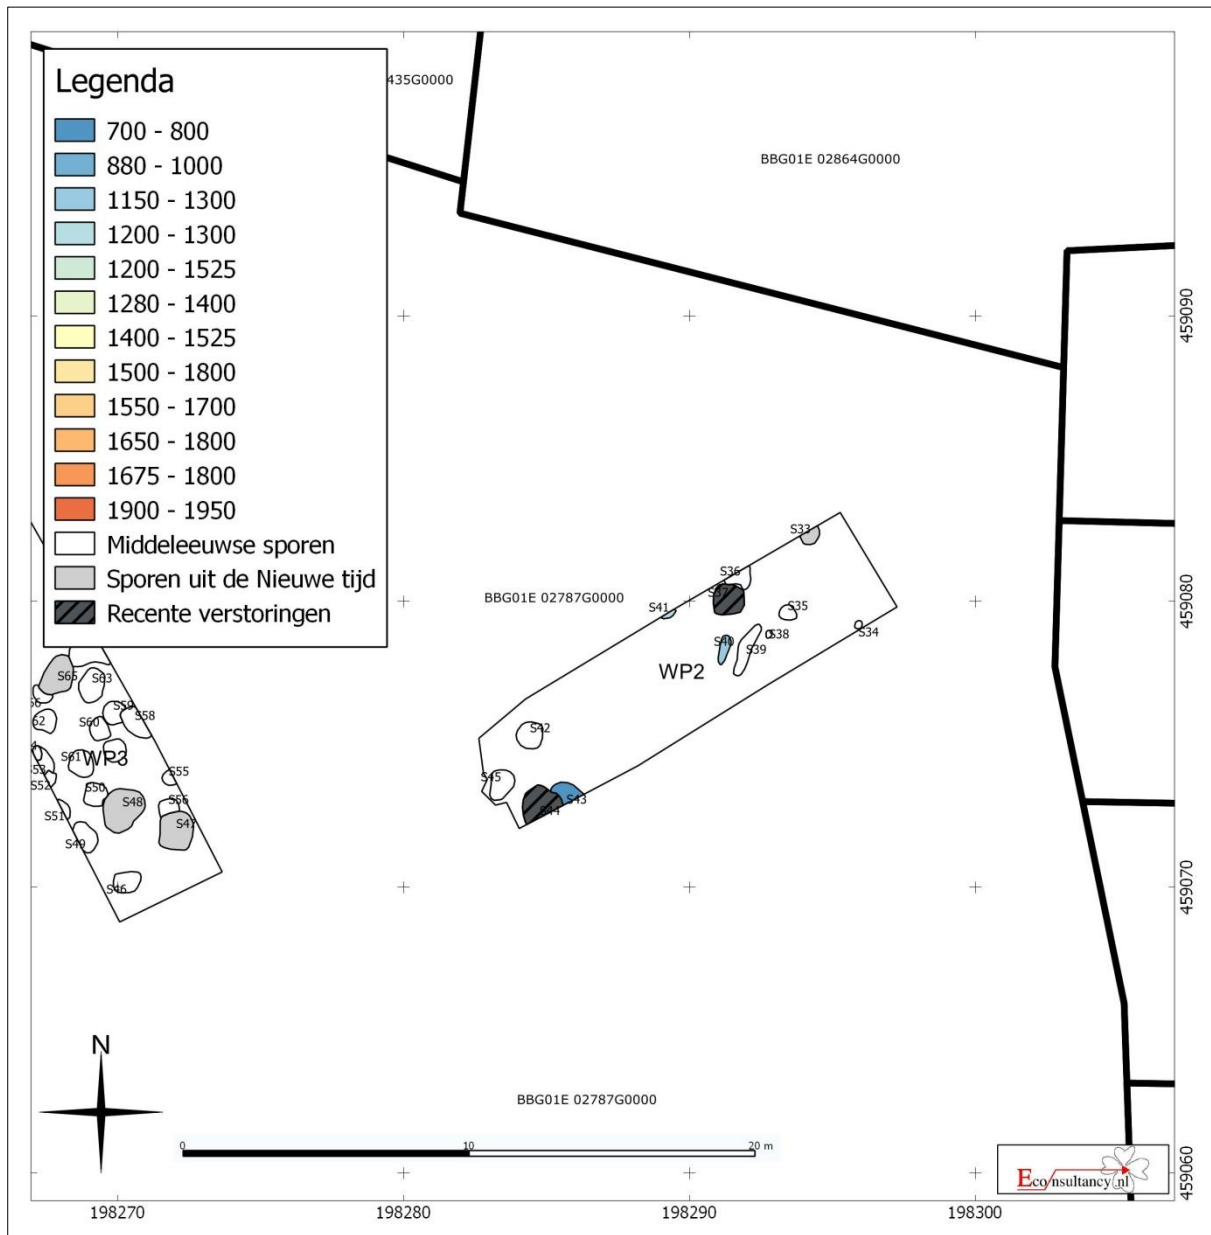 Legenda
700 - 800
880 - 1000
1150 - 1300
1200 - 1300
1200 - 1525
1280 - 1400
1400 - 1525
1500 - 1800
1550 - 1700
1650 - 1800
1675 - 1800
1900 - 1950
Middeleeuwse sporen
Sporen uit de Nieuwe tijd
Recente verstoringen
435G0000
BBG01E 02864G0000
459090
BBG01E 02787G0000
459080
S33
S36
S37
S35
S41
S38
S34
S40
S39
WP2
S42
S45
S43
S44
S65
S63
S59
S58
S60
S61
WP3
S55
S53
S52
S50
S48
S56
S51
S47
S49
S46
459070
N
BBG01E 02787G0000
0
10
20 m
Econsultancy.nl
459060
198270
198280
198290
198300